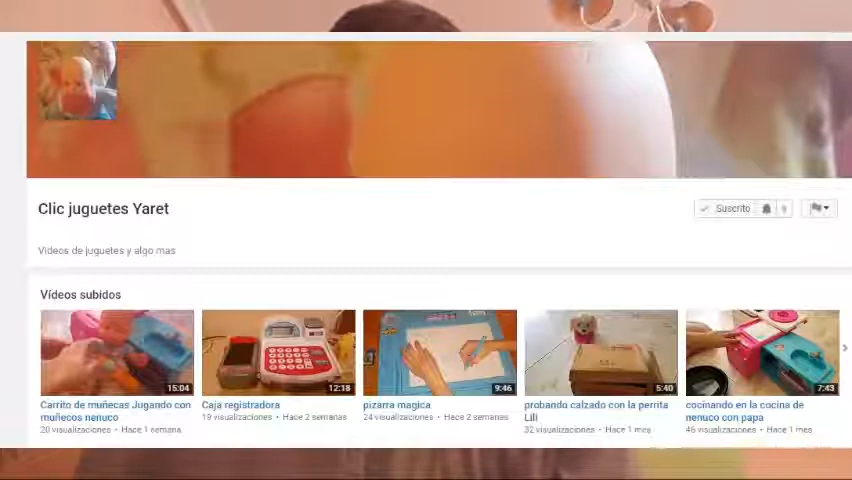 Clic juguetes Yaret
Suscrito
Videos de juguetes y algo mas
Vídeos subidos
15:04
12:18
9:46
5:40
7:43
Carrito de muñecas Jugando con
muñecos nenuco
20 visualizaciones • Hace 1 semana
Caja registradora
19 visualizaciones • Hace 2 semanas
pizarra magica
24 visualizaciones • Hace 2 semanas
probando calzado con la perrita
Lili
32 visualizaciones • Hace 1 mes
cocinando en la cocina de
nenuco con papa
46 visualizaciones • Hace 1 mes